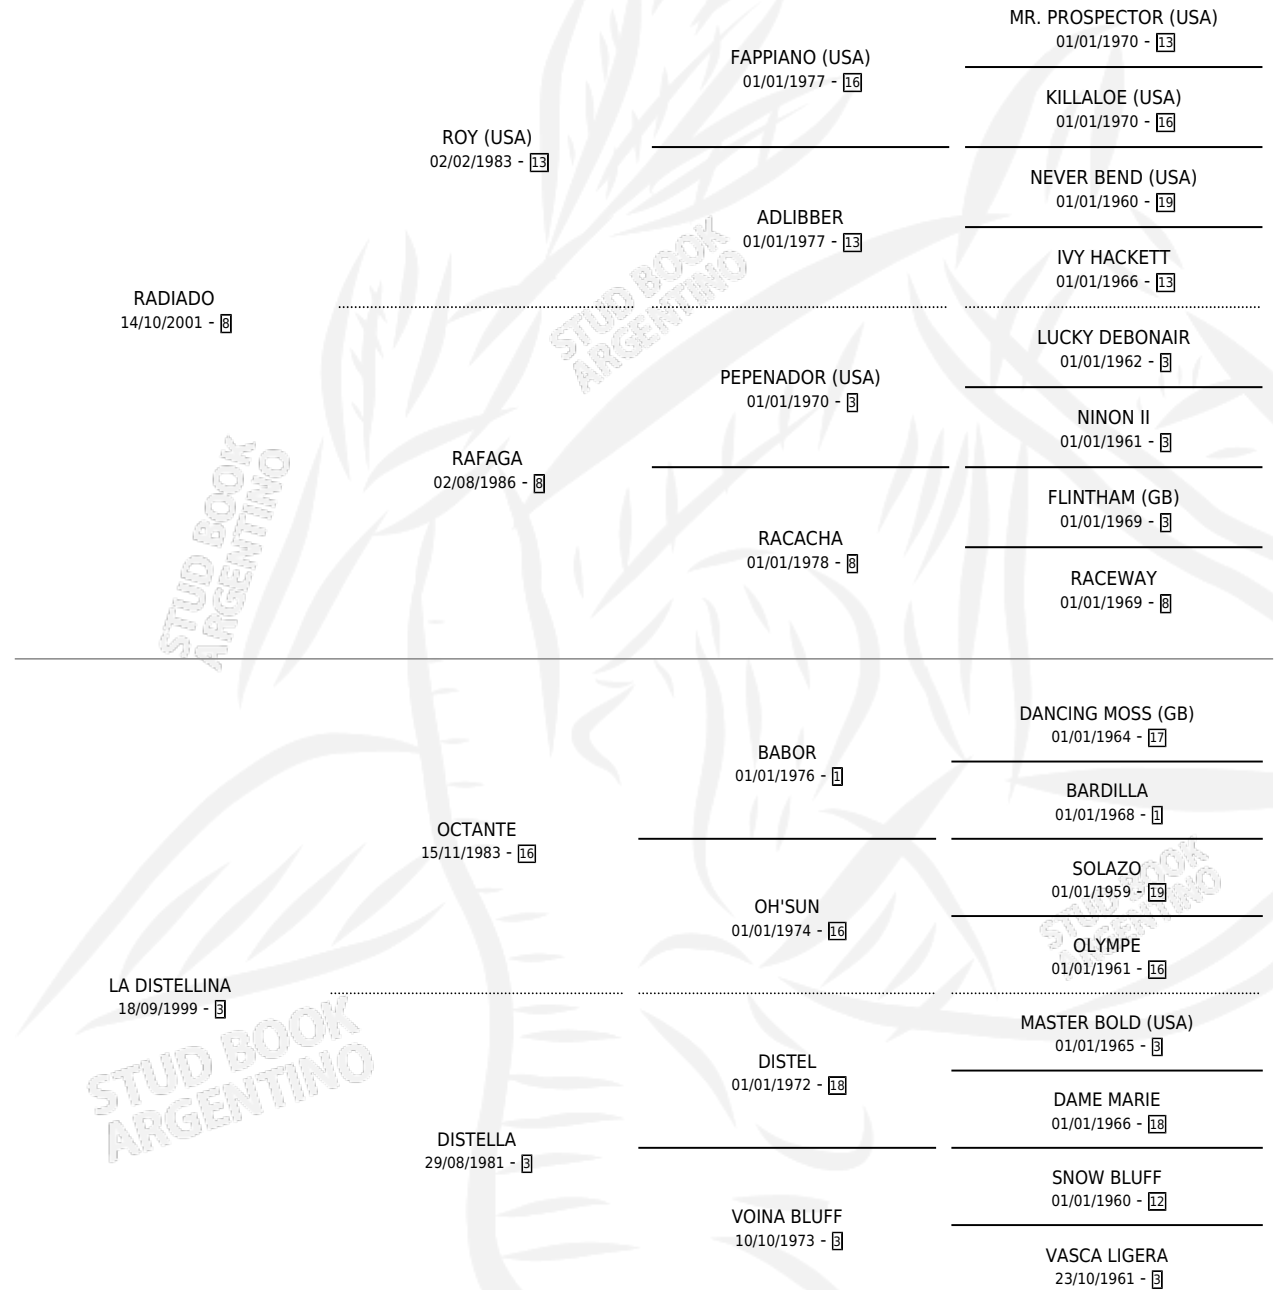 MR. PROSPECTOR (USA)
01/01/1970 - 13
FAPPIANO (USA)
01/01/1977 - 16
KILLALOE (USA)
01/01/1970 - 16
ROY (USA)
02/02/1983 - 13
NEVER BEND (USA)
01/01/1960 - 19
ADLIBBER
01/01/1977 - 13
IVY HACKETT
01/01/1966 - 13
RADIADO
14/10/2001 - 8
LUCKY DEBONAIR
01/01/1962 - 3
PEPENADOR (USA)
01/01/1970 - 3
NINON II
01/01/1961 - 3
RAFAGA
02/08/1986 - 8
FLINTHAM (GB)
01/01/1969 - 3
RACACHA
01/01/1978 - 8
RACEWAY
01/01/1969 - 8
STUD BOOK
ARGENTINO
STUD BOOK
ARGENTINO
DANCING MOSS (GB)
01/01/1964 - 17
BABOR
01/01/1976 - 1
BARDILLA
01/01/1968 - 1
OCTANTE
15/11/1983 - 16
SOLAZO
01/01/1959 - 19
OH'SUN
01/01/1974 - 16
OLYMPE
01/01/1961 - 16
LA DISTELLINA
18/09/1999 - 3
MASTER BOLD (USA)
01/01/1965 - 3
DISTEL
01/01/1972 - 18
DAME MARIE
01/01/1966 - 18
DISTELLA
29/08/1981 - 3
SNOW BLUFF
01/01/1960 - 12
VOINA BLUFF
10/10/1973 - 3
VASCA LIGERA
23/10/1961 - 3
STUD BOOK
ARGENTINO
STUD BOOK
ARGENTINO